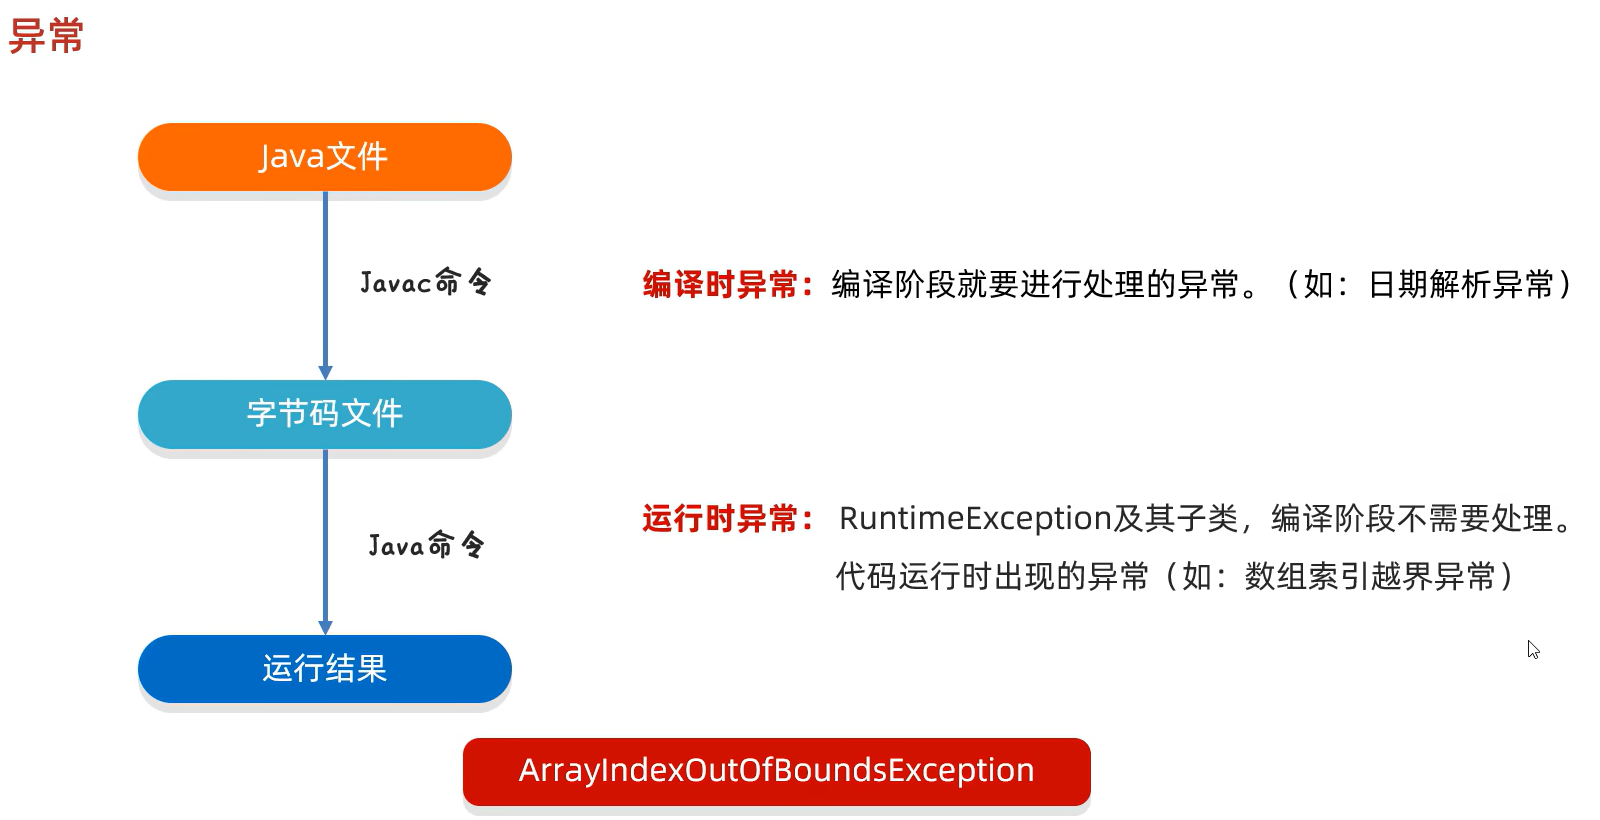 异常
Java文件
Javac命令
编译时异常：编译阶段就要进行处理的异常。（如：日期解析异常）
字节码文件
运行时异常： RuntimeException及其子类，编译阶段不需要处理。
Java命令
代码运行时出现的异常（如：数组索引越界异常）
运行结果
ArrayIndexOutOfBoundsException